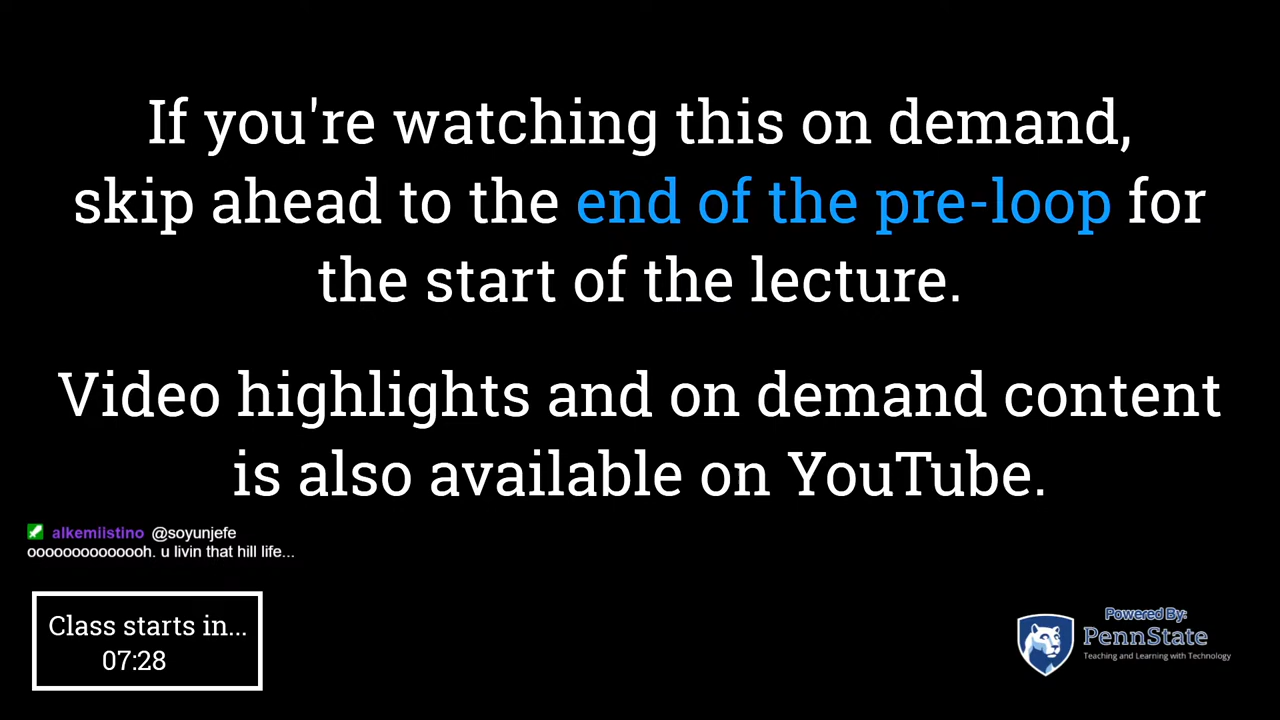 If you're watching this on demand,
skip ahead to the end of the pre-loop for
the start of the lecture.
Video highlights and on demand content
is also available on YouTube.
alkemiistino @soyunjefe
oooooooooooooh. u livin that hill life...
Class starts in...
07:28
Powered By:
PennState
Teaching and Learning with Technology